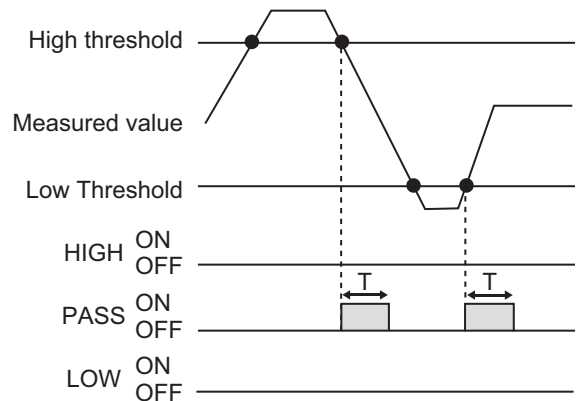 High threshold
Measured value
Low Threshold
HIGH ON
OFF
T T
PASS ON
OFF
LOW ON
OFF